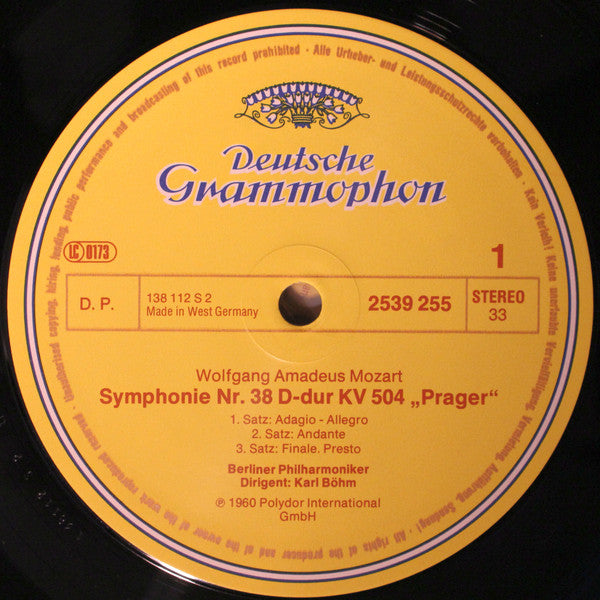 Alle Urheber- und Leistungsschutzrechte vorbehalten · Kein Verleih! Keine unerlaubte Vervielfältigung, Vermietung, Aufführung, Sendung! · All rights of the producer and of the owner of the work reproduced reserved · Unauthorised copying, hiring, lending, public performance and broadcasting of this record prohibited ·
Deutsche
Grammophon
LC 0173
1
D. P.
138 112 S 2
Made in West Germany
2539 255
STEREO
33
Wolfgang Amadeus Mozart
Symphonie Nr. 38 D-dur KV 504 „Prager“
1. Satz: Adagio - Allegro
2. Satz: Andante
3. Satz: Finale. Presto
Berliner Philharmoniker
Dirigent: Karl Böhm
℗ 1960 Polydor International
GmbH